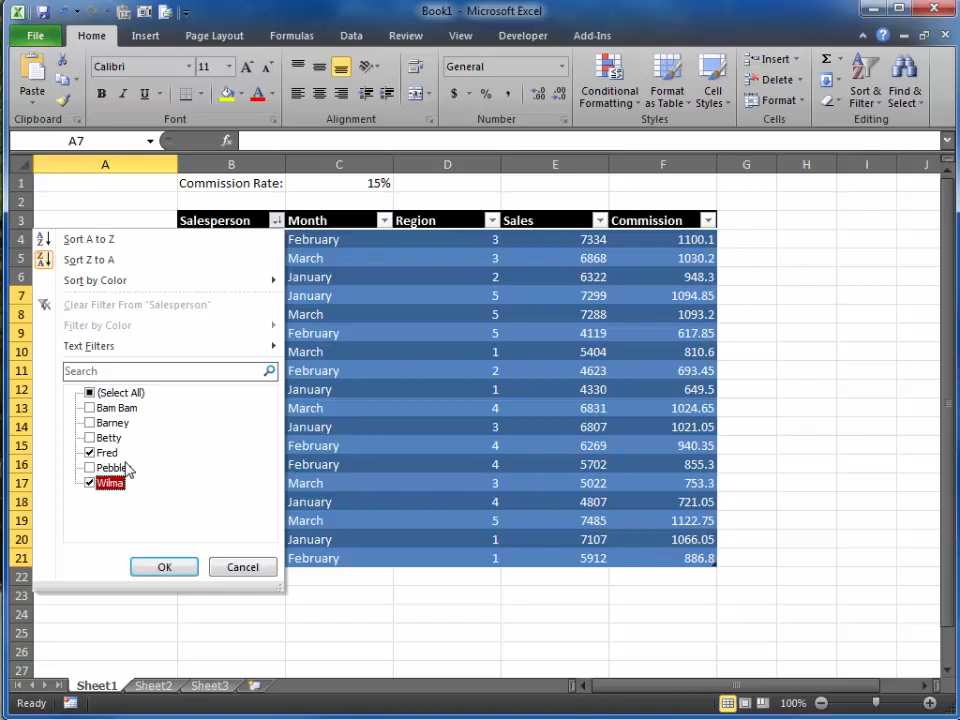 Book1 - Microsoft Excel
File Home Insert Page Layout Formulas Data Review View Developer Add-Ins
Calibri 11 General Insert Σ
Paste B I U $ % , Conditional Formatting Format as Table Cell Styles Delete Format Sort & Filter Find & Select
Clipboard Font Alignment Number Styles Cells Editing
A7 fx
A B C D E F G H I J
1 Commission Rate: 15%
2
3 Salesperson Month Region Sales Commission
4 February 3 7334 1100.1
5 March 3 6868 1030.2
6 January 2 6322 948.3
7 January 5 7299 1094.85
8 March 5 7288 1093.2
9 February 5 4119 617.85
10 March 1 5404 810.6
11 February 2 4623 693.45
12 January 1 4330 649.5
13 March 4 6831 1024.65
14 January 3 6807 1021.05
15 February 4 6269 940.35
16 February 4 5702 855.3
17 March 3 5022 753.3
18 January 4 4807 721.05
19 March 5 7485 1122.75
20 January 1 7107 1066.05
21 February 1 5912 886.8
22
23
24
25
26
27
Sort A to Z
Sort Z to A
Sort by Color
Clear Filter From "Salesperson"
Filter by Color
Text Filters
Search
(Select All)
Bam Bam
Barney
Betty
Fred
Pebble
Wilma
OK Cancel
Sheet1 Sheet2 Sheet3
Ready 100%